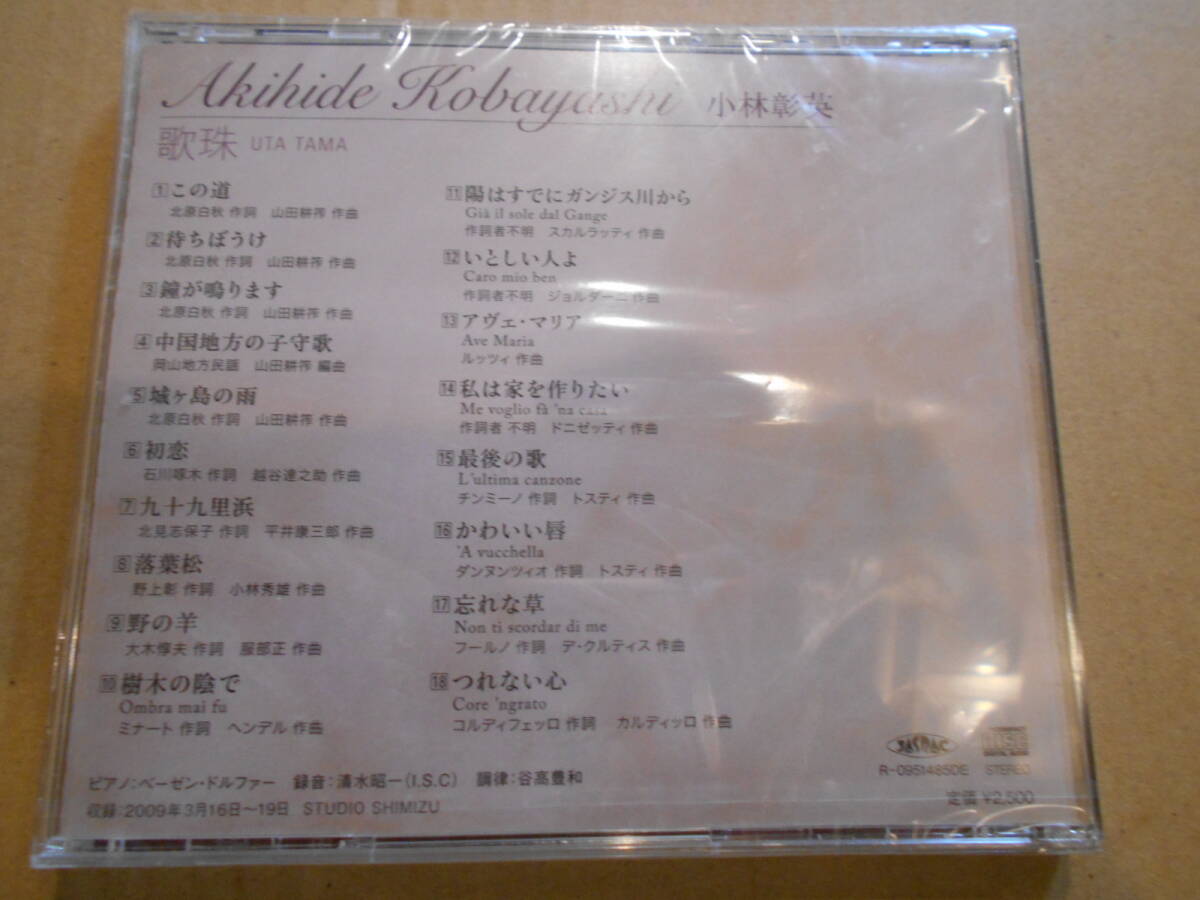 Akihide Kobayashi 小林彰英
歌珠 UTA TAMA
1 この道
北原白秋 作詞 山田耕筰 作曲
2 待ちぼうけ
北原白秋 作詞 山田耕筰 作曲
3 鐘が鳴ります
北原白秋 作詞 山田耕筰 作曲
4 中国地方の子守歌
岡山地方民謡 山田耕筰 編曲
5 城ヶ島の雨
北原白秋 作詞 山田耕筰 作曲
6 初恋
石川啄木 作詞 越谷達之助 作曲
7 九十九里浜
北見志保子 作詞 平井康三郎 作曲
8 落葉松
野上彰 作詞 小林秀雄 作曲
9 野の羊
大木惇夫 作詞 服部正 作曲
10 樹木の陰で
Ombra mai fu
ミナート 作詞 ヘンデル 作曲
11 陽はすでにガンジス川から
Già il sole dal Gange
作詞者不明 スカルラッティ 作曲
12 いとしい人よ
Caro mio ben
作詞者不明 ジョルダーニ 作曲
13 アヴェ・マリア
Ave Maria
ルッツィ 作曲
14 私は家を作りたい
Me voglio fà 'na casa
作詞者 不明 ドニゼッティ 作曲
15 最後の歌
L'ultima canzone
チンミーノ 作詞 トスティ 作曲
16 かわいい唇
'A vucchella
ダンヌンツィオ 作詞 トスティ 作曲
17 忘れな草
Non ti scordar di me
フールノ 作詞 デ・クルティス 作曲
18 つれない心
Core 'ngrato
コルディフェッロ 作詞 カルディッロ 作曲
ピアノ:ベーゼン・ドルファー 録音:清水昭一(I.S.C) 調律:谷高豊和
収録:2009年3月16日~19日 STUDIO SHIMIZU
JASRAC
R-0951485DE STEREO
定価 ¥2,500